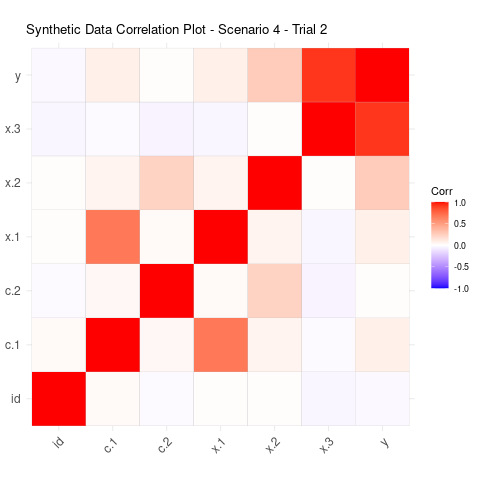 Synthetic Data Correlation Plot - Scenario 4 - Trial 2
y
x.3
x.2
x.1
c.2
c.1
id
id
c.1
c.2
x.1
x.2
x.3
y
Corr
1.0
0.5
0.0
-0.5
-1.0